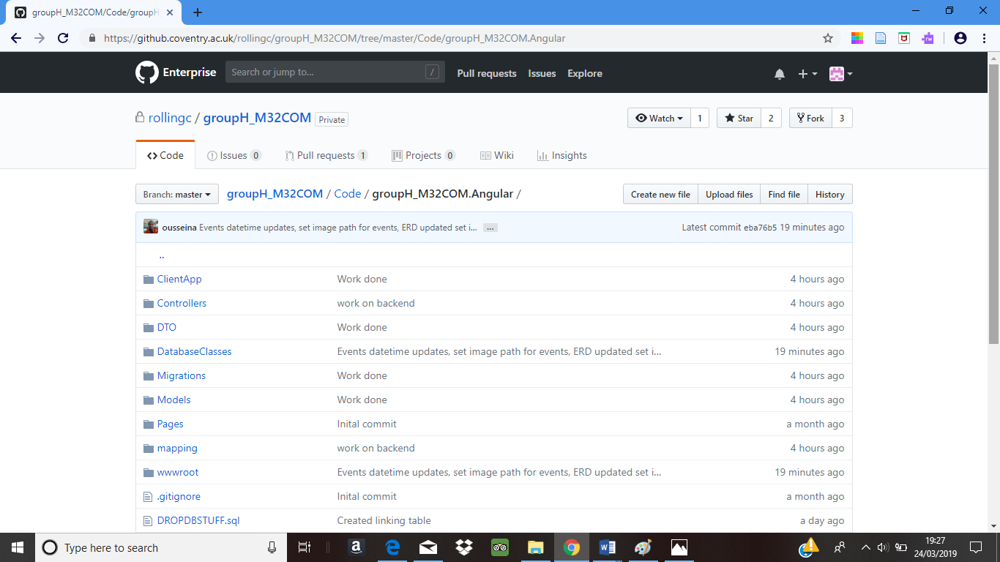 groupH_M32COM/Code/groupH
https://github.coventry.ac.uk/rollingc/groupH_M32COM/tree/master/Code/groupH_M32COM.Angular
Enterprise Search or jump to... / Pull requests Issues Explore
rollingc / groupH_M32COM Private Watch 1 Star 2 Fork 3
Code Issues 0 Pull requests 1 Projects 0 Wiki Insights
Branch: master groupH_M32COM / Code / groupH_M32COM.Angular / Create new file Upload files Find file History
ousseina Events datetime updates, set image path for events, ERD updated set i... ... Latest commit eba76b5 19 minutes ago
..
ClientApp Work done 4 hours ago
Controllers work on backend 4 hours ago
DTO Work done 4 hours ago
DatabaseClasses Events datetime updates, set image path for events, ERD updated set i... 19 minutes ago
Migrations Work done 4 hours ago
Models Work done 4 hours ago
Pages Inital commit a month ago
mapping work on backend 4 hours ago
wwwroot Events datetime updates, set image path for events, ERD updated set i... 19 minutes ago
.gitignore Inital commit a month ago
DROPDBSTUFF.sql Created linking table a day ago
Type here to search 19:27
24/03/2019